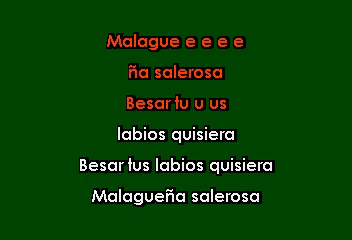 Malague e e e e
ña salerosa
Besar tu u us
labios quisiera
Besar tus labios quisiera
Malagueña salerosa